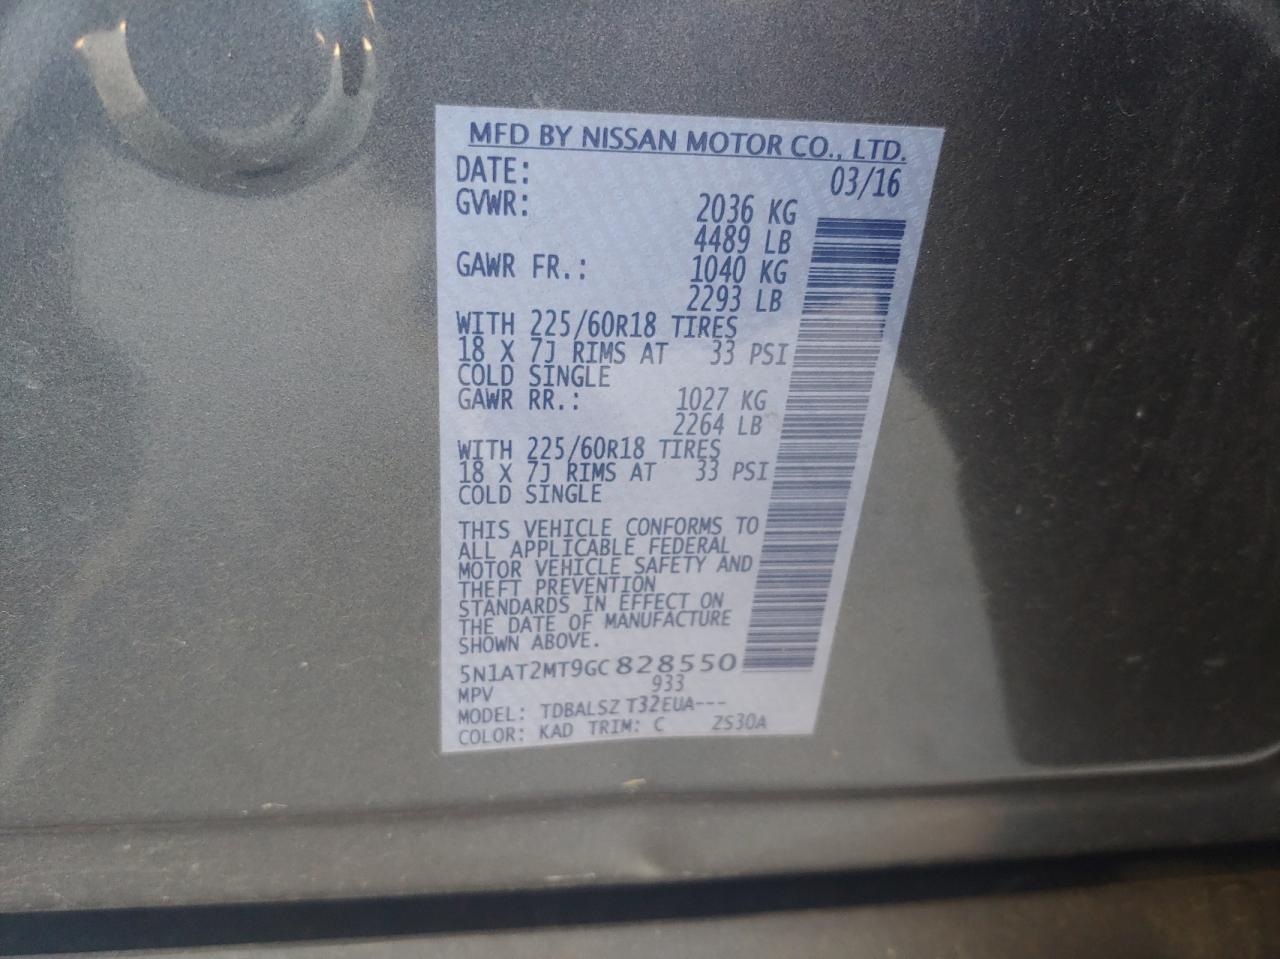 MFD BY NISSAN MOTOR CO., LTD.
DATE: 03/16
GVWR: 2036 KG
4489 LB
GAWR FR.: 1040 KG
2293 LB
WITH 225/60R18 TIRES
18 X 7J RIMS AT 33 PSI
COLD SINGLE
GAWR RR.: 1027 KG
2264 LB
WITH 225/60R18 TIRES
18 X 7J RIMS AT 33 PSI
COLD SINGLE
THIS VEHICLE CONFORMS TO
ALL APPLICABLE FEDERAL
MOTOR VEHICLE SAFETY AND
THEFT PREVENTION
STANDARDS IN EFFECT ON
THE DATE OF MANUFACTURE
SHOWN ABOVE.
5N1AT2MT9GC828550
MPV 933
MODEL: TDBALSZ T32EUA---
COLOR: KAD TRIM: C ZS30A